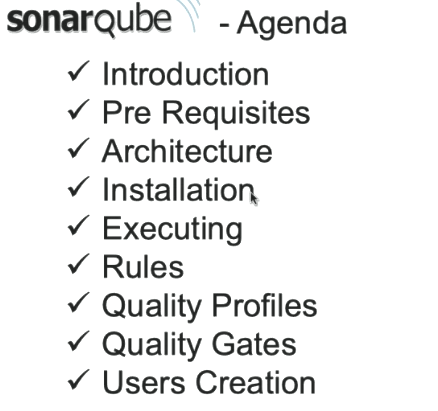 sonarqube - Agenda
✓ Introduction
✓ Pre Requisites
✓ Architecture
✓ Installation
✓ Executing
✓ Rules
✓ Quality Profiles
✓ Quality Gates
✓ Users Creation